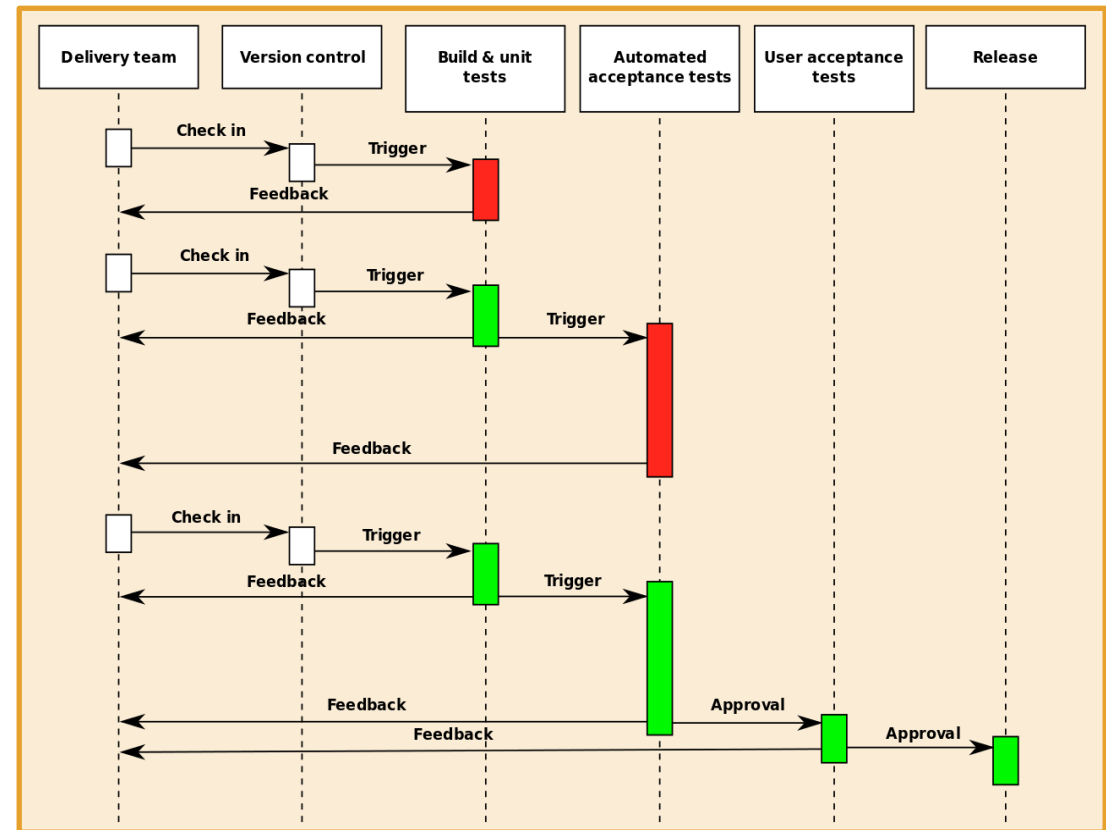 Delivery team
Version control
Build & unit
tests
Automated
acceptance tests
User acceptance
tests
Release
Check in
Trigger
Feedback
Check in
Trigger
Feedback
Trigger
Feedback
Check in
Trigger
Feedback
Trigger
Feedback
Approval
Feedback
Approval